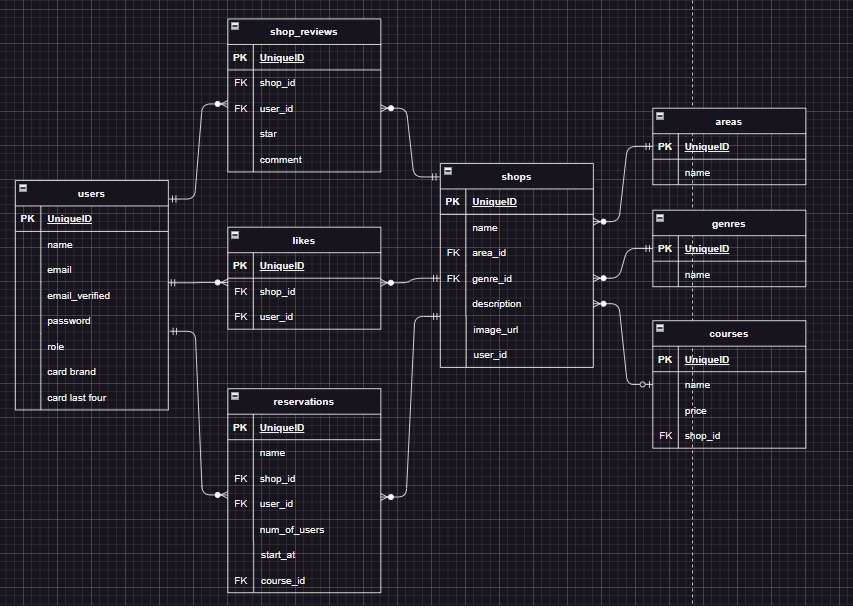 shop_reviews
PK UniqueID
FK shop_id
FK user_id
star
comment
users
PK UniqueID
name
email
email_verified
password
role
card brand
card last four
likes
PK UniqueID
FK shop_id
FK user_id
reservations
PK UniqueID
name
FK shop_id
FK user_id
num_of_users
start_at
FK course_id
shops
PK UniqueID
name
FK area_id
FK genre_id
description
image_url
user_id
areas
PK UniqueID
name
genres
PK UniqueID
name
courses
PK UniqueID
name
price
FK shop_id